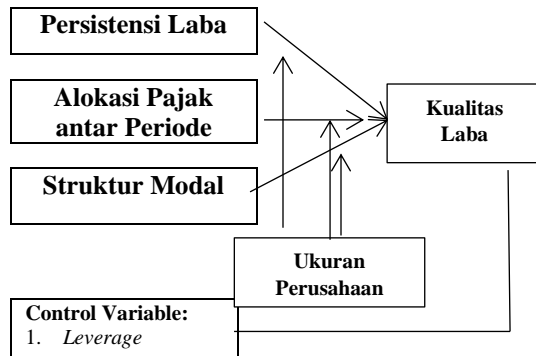 Persistensi Laba
Alokasi Pajak
antar Periode
Kualitas
Laba
Struktur Modal
Ukuran
Perusahaan
Control Variable:
1. Leverage